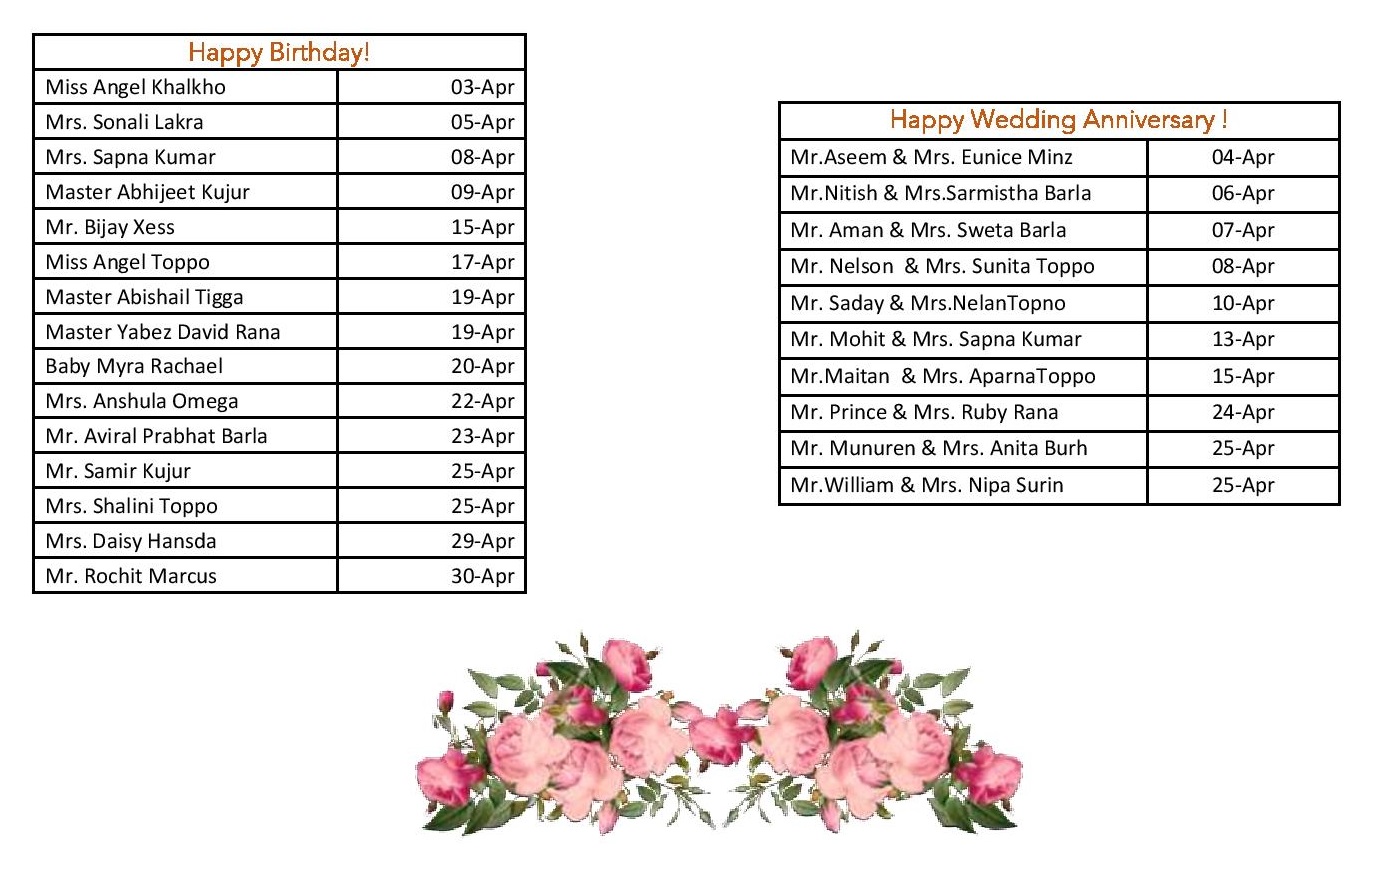 Happy Birthday!
Miss Angel Khalkho 03-Apr
Mrs. Sonali Lakra 05-Apr
Mrs. Sapna Kumar 08-Apr
Master Abhijeet Kujur 09-Apr
Mr. Bijay Xess 15-Apr
Miss Angel Toppo 17-Apr
Master Abishail Tigga 19-Apr
Master Yabez David Rana 19-Apr
Baby Myra Rachael 20-Apr
Mrs. Anshula Omega 22-Apr
Mr. Aviral Prabhat Barla 23-Apr
Mr. Samir Kujur 25-Apr
Mrs. Shalini Toppo 25-Apr
Mrs. Daisy Hansda 29-Apr
Mr. Rochit Marcus 30-Apr
Happy Wedding Anniversary !
Mr.Aseem & Mrs. Eunice Minz 04-Apr
Mr.Nitish & Mrs.Sarmistha Barla 06-Apr
Mr. Aman & Mrs. Sweta Barla 07-Apr
Mr. Nelson  & Mrs. Sunita Toppo 08-Apr
Mr. Saday & Mrs.NelanTopno 10-Apr
Mr. Mohit & Mrs. Sapna Kumar 13-Apr
Mr.Maitan  & Mrs. AparnaToppo 15-Apr
Mr. Prince & Mrs. Ruby Rana 24-Apr
Mr. Munuren & Mrs. Anita Burh 25-Apr
Mr.William & Mrs. Nipa Surin 25-Apr